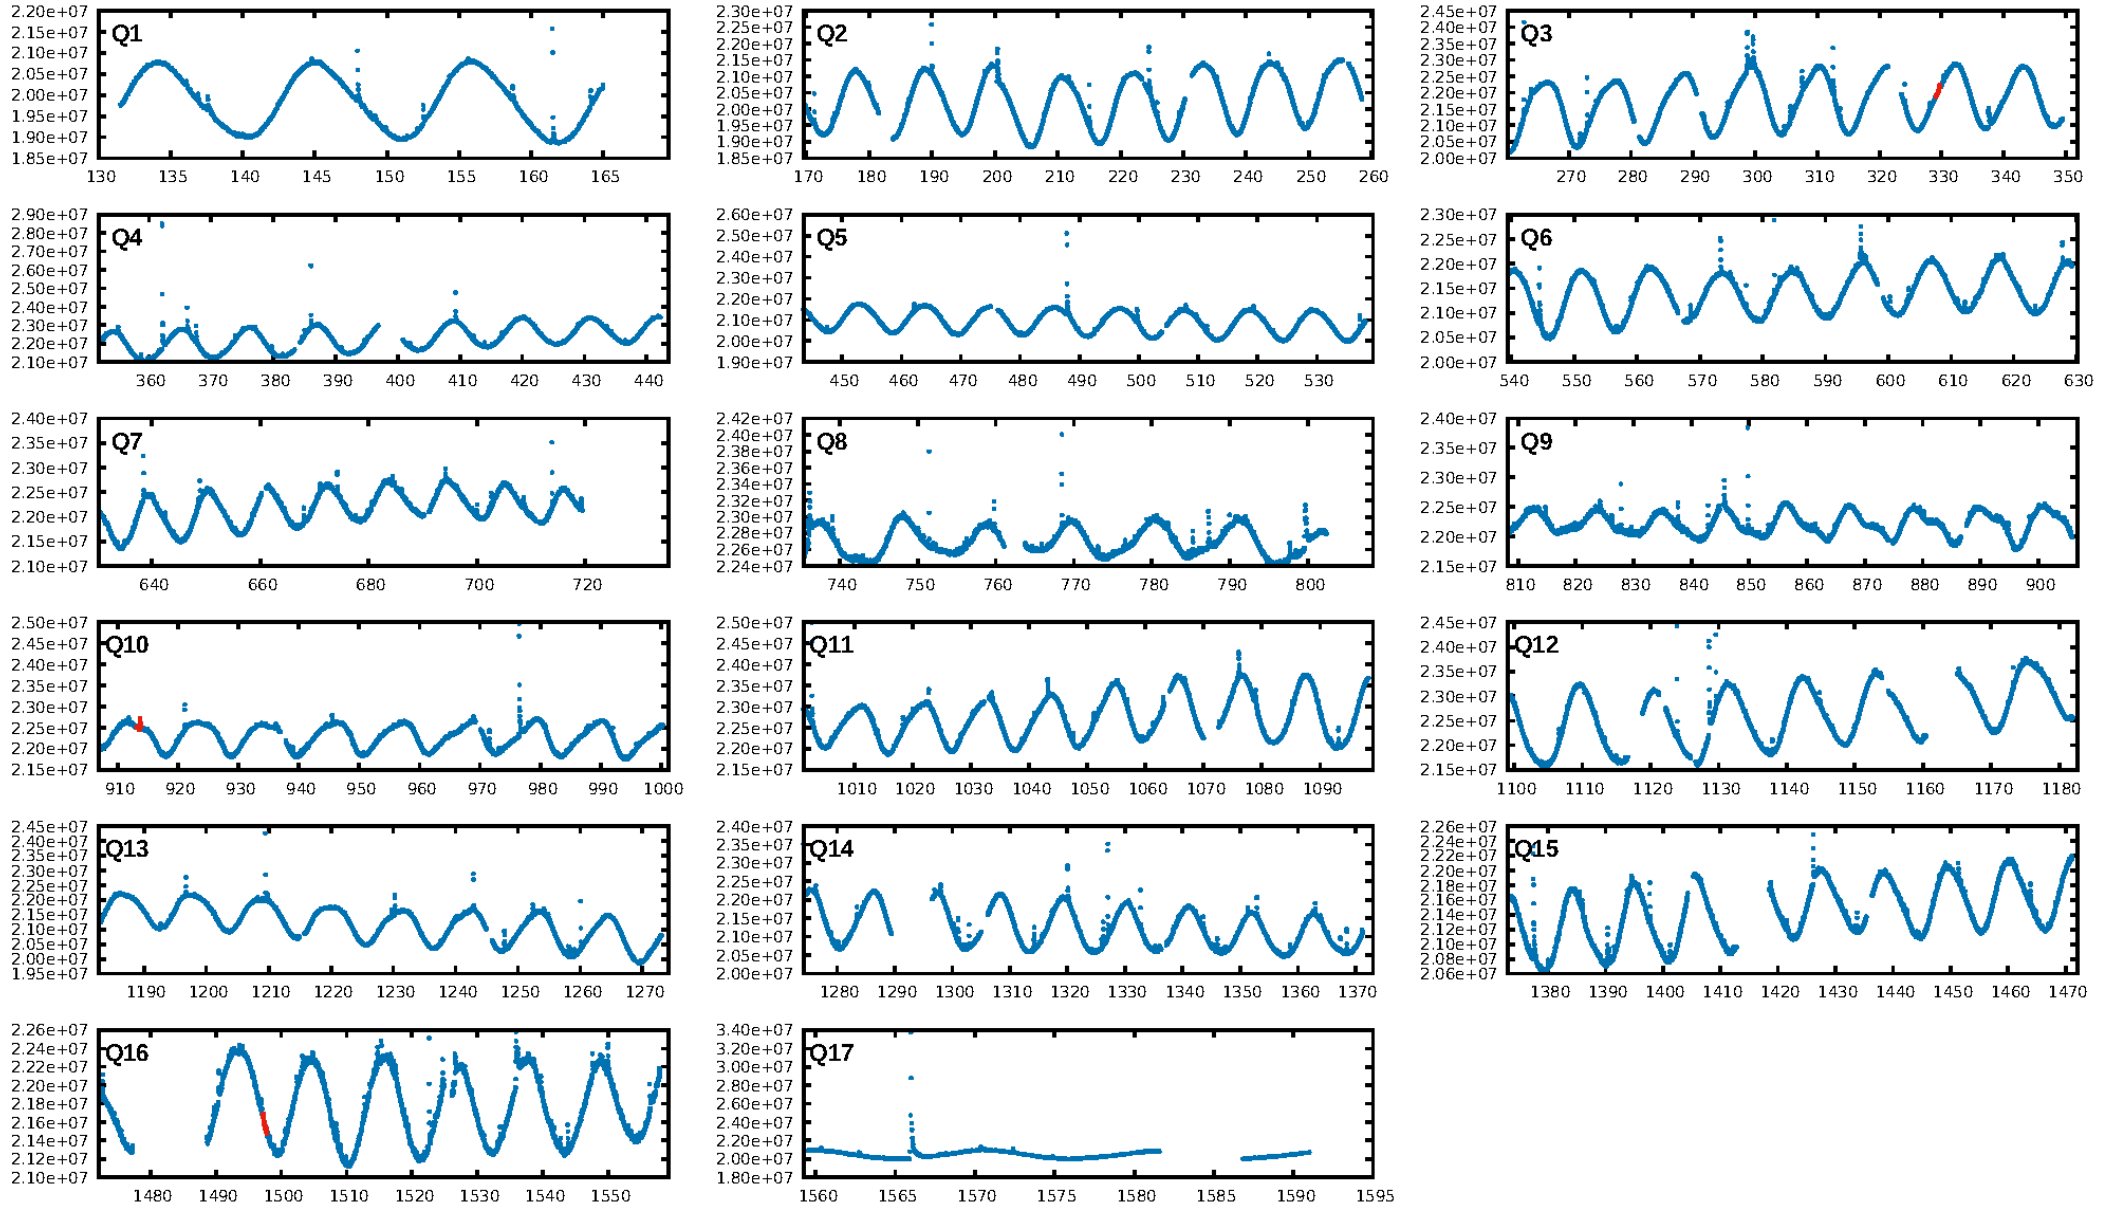 Q1
2.20e+07
2.15e+07
2.10e+07
2.05e+07
2.00e+07
1.95e+07
1.90e+07
1.85e+07
130 135 140 145 150 155 160 165
Q2
2.30e+07
2.25e+07
2.20e+07
2.15e+07
2.10e+07
2.05e+07
2.00e+07
1.95e+07
1.90e+07
1.85e+07
170 180 190 200 210 220 230 240 250 260
Q3
2.45e+07
2.40e+07
2.35e+07
2.30e+07
2.25e+07
2.20e+07
2.15e+07
2.10e+07
2.05e+07
2.00e+07
270 280 290 300 310 320 330 340 350
Q4
2.90e+07
2.80e+07
2.70e+07
2.60e+07
2.50e+07
2.40e+07
2.30e+07
2.20e+07
2.10e+07
360 370 380 390 400 410 420 430 440
Q5
2.60e+07
2.50e+07
2.40e+07
2.30e+07
2.20e+07
2.10e+07
2.00e+07
1.90e+07
450 460 470 480 490 500 510 520 530
Q6
2.30e+07
2.25e+07
2.20e+07
2.15e+07
2.10e+07
2.05e+07
2.00e+07
540 550 560 570 580 590 600 610 620 630
Q7
2.40e+07
2.35e+07
2.30e+07
2.25e+07
2.20e+07
2.15e+07
2.10e+07
640 660 680 700 720
Q8
2.42e+07
2.40e+07
2.38e+07
2.36e+07
2.34e+07
2.32e+07
2.30e+07
2.28e+07
2.26e+07
2.24e+07
740 750 760 770 780 790 800
Q9
2.40e+07
2.35e+07
2.30e+07
2.25e+07
2.20e+07
2.15e+07
810 820 830 840 850 860 870 880 890 900
Q10
2.50e+07
2.45e+07
2.40e+07
2.35e+07
2.30e+07
2.25e+07
2.20e+07
2.15e+07
910 920 930 940 950 960 970 980 990 1000
Q11
2.50e+07
2.45e+07
2.40e+07
2.35e+07
2.30e+07
2.25e+07
2.20e+07
2.15e+07
1010 1020 1030 1040 1050 1060 1070 1080 1090
Q12
2.45e+07
2.40e+07
2.35e+07
2.30e+07
2.25e+07
2.20e+07
2.15e+07
1100 1110 1120 1130 1140 1150 1160 1170 1180
Q13
2.45e+07
2.40e+07
2.35e+07
2.30e+07
2.25e+07
2.20e+07
2.15e+07
2.10e+07
2.05e+07
2.00e+07
1.95e+07
1190 1200 1210 1220 1230 1240 1250 1260 1270
Q14
2.40e+07
2.35e+07
2.30e+07
2.25e+07
2.20e+07
2.15e+07
2.10e+07
2.05e+07
2.00e+07
1280 1290 1300 1310 1320 1330 1340 1350 1360 1370
Q15
2.26e+07
2.24e+07
2.22e+07
2.20e+07
2.18e+07
2.16e+07
2.14e+07
2.12e+07
2.10e+07
2.08e+07
2.06e+07
1380 1390 1400 1410 1420 1430 1440 1450 1460 1470
Q16
2.26e+07
2.24e+07
2.22e+07
2.20e+07
2.18e+07
2.16e+07
2.14e+07
2.12e+07
2.10e+07
1480 1490 1500 1510 1520 1530 1540 1550
Q17
3.40e+07
3.20e+07
3.00e+07
2.80e+07
2.60e+07
2.40e+07
2.20e+07
2.00e+07
1.80e+07
1560 1565 1570 1575 1580 1585 1590 1595